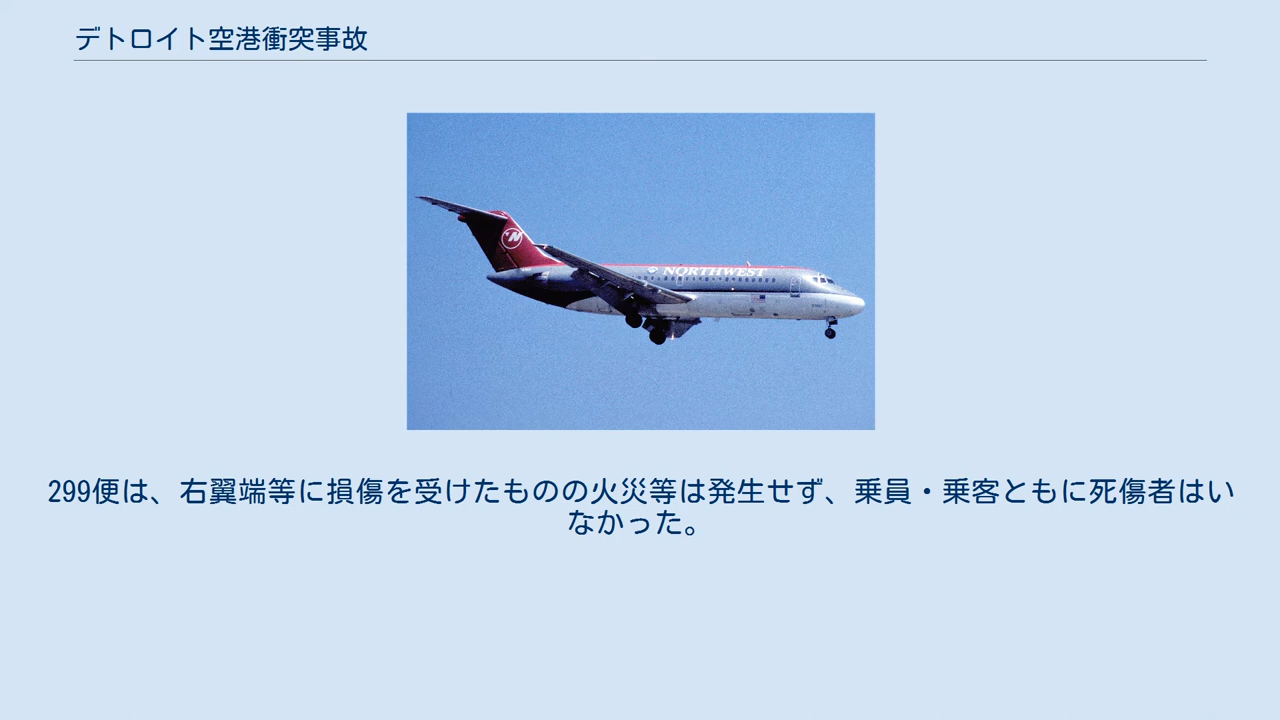 デトロイト空港衝突事故
NORTHWEST
299便は、右翼端等に損傷を受けたものの火災等は発生せず、乗員・乗客ともに死傷者はい
なかった。